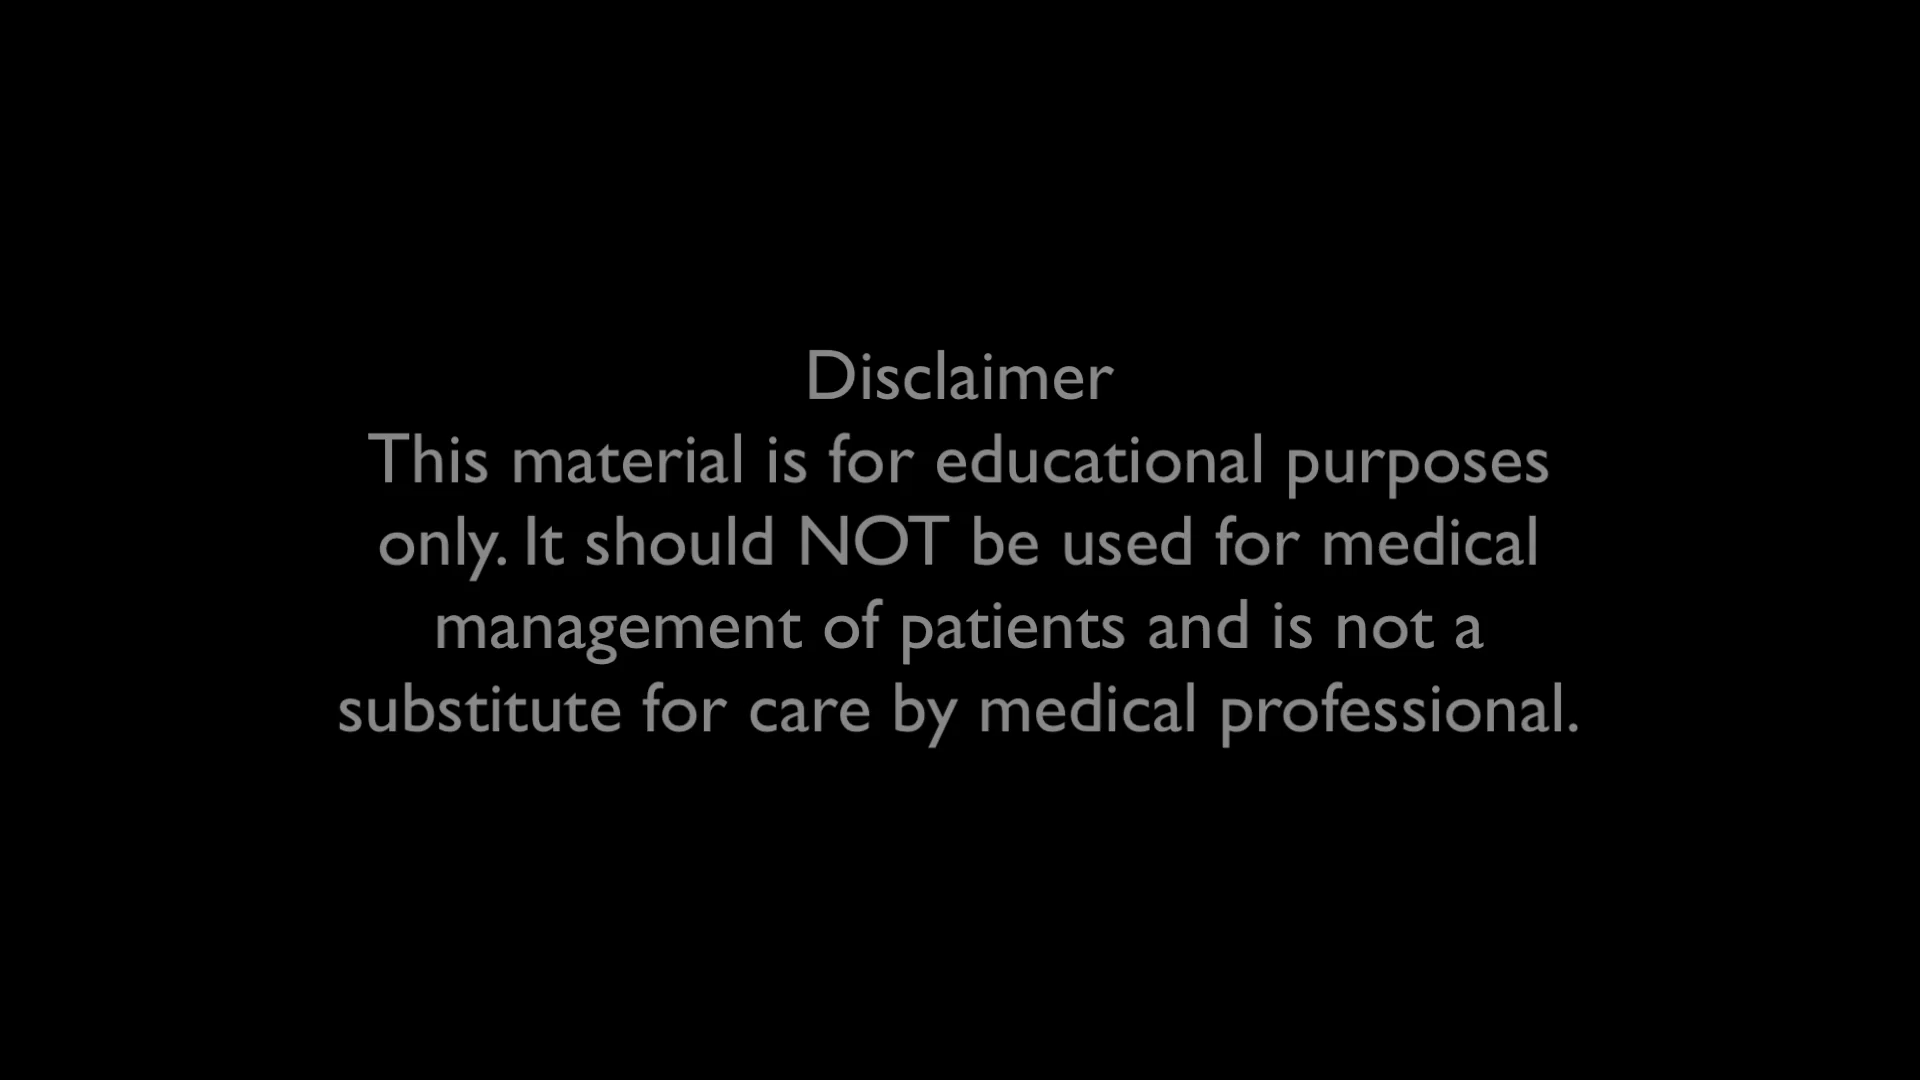 Disclaimer
This material is for educational purposes
only. It should NOT be used for medical
management of patients and is not a
substitute for care by medical professional.